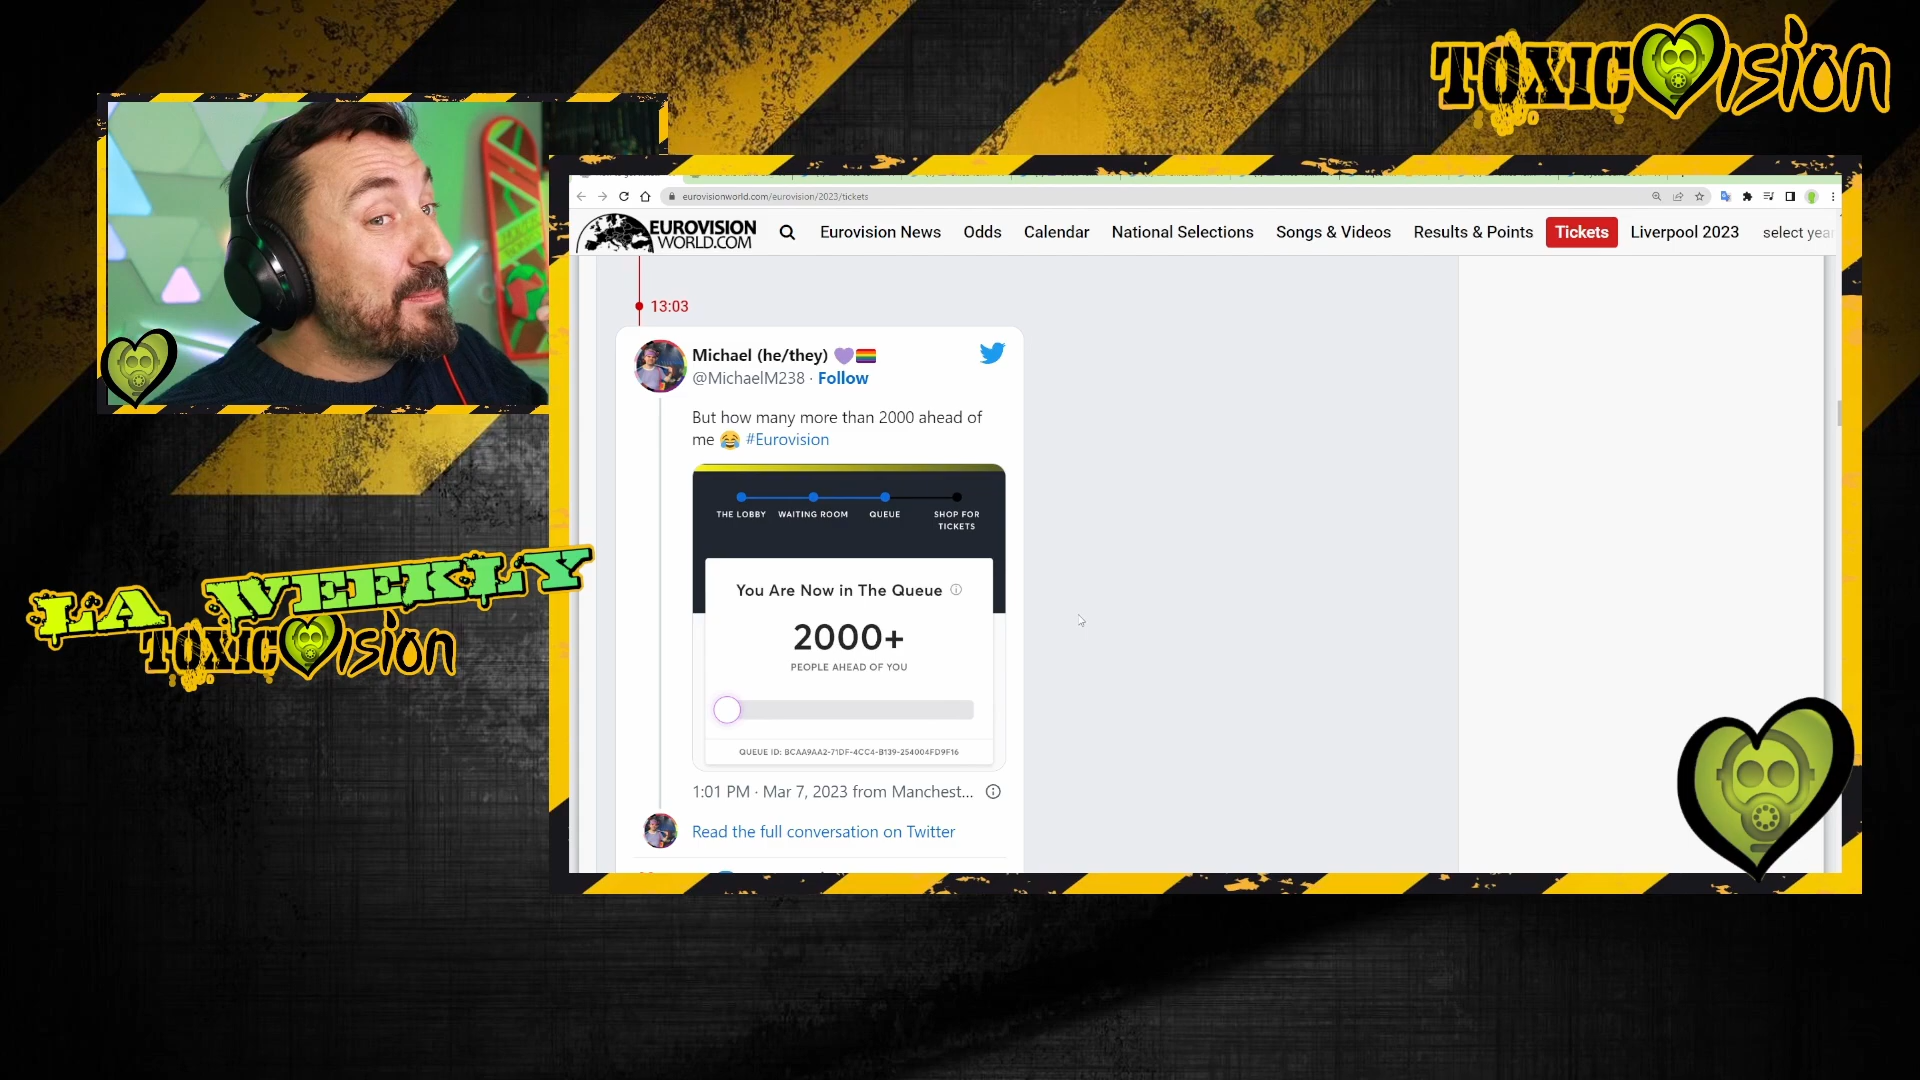 TOXICVision
eurovisionworld.com/eurovision/2023/tickets
EUROVISION
WORLD.COM
Eurovision News
Odds
Calendar
National Selections
Songs & Videos
Results & Points
Tickets
Liverpool 2023
select year
13:03
Michael (he/they) 💜🏳️‍🌈
@MichaelM238 · Follow
But how many more than 2000 ahead of
me 😂 #Eurovision
THE LOBBY
WAITING ROOM
QUEUE
SHOP FOR
TICKETS
You Are Now in The Queue
2000+
PEOPLE AHEAD OF YOU
QUEUE ID: BCAA9AA2-71DF-4CC4-B139-254004FD9F16
1:01 PM · Mar 7, 2023 from Manchest...
Read the full conversation on Twitter
LA WEEKLY
TOXICVision